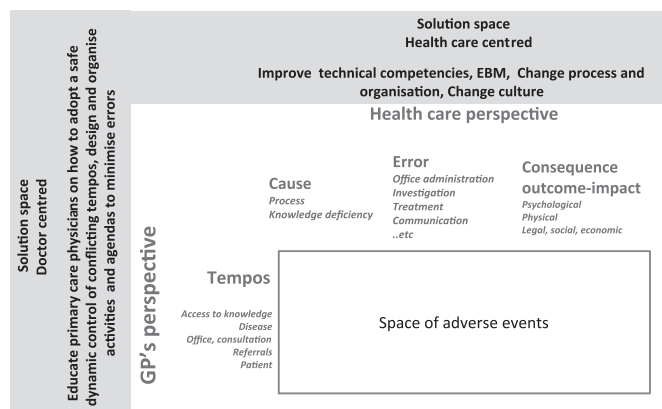 Solution space
Health care centred
Improve technical competencies, EBM, Change process and
organisation, Change culture
Health care perspective
Solution space
Doctor centred
Educate primary care physicians on how to adopt a safe
dynamic control of conflicting tempos, design and organise
activities and agendas to minimise errors
GP's perspective
Cause
Process
Knowledge deficiency
Error
Office administration
Investigation
Treatment
Communication
..etc
Consequence
outcome-impact
Psychological
Physical
Legal, social, economic
Tempos
Access to knowledge
Disease
Office, consultation
Referrals
Patient
Space of adverse events